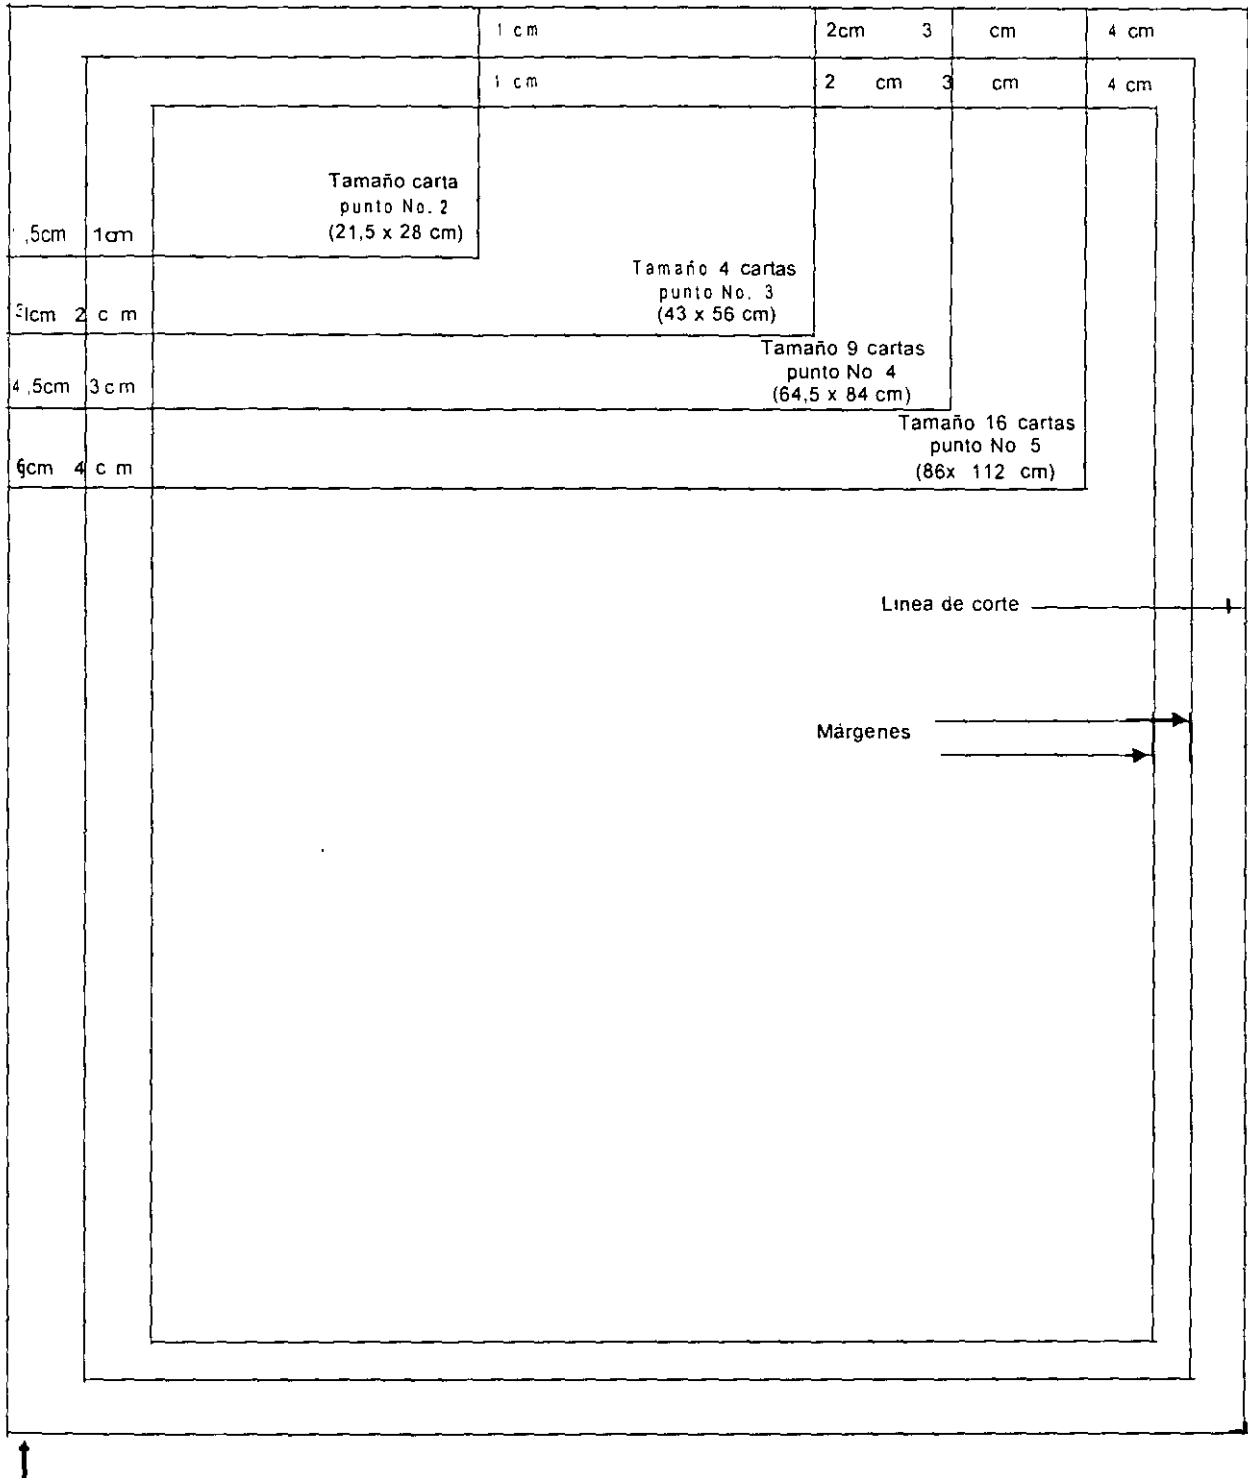 1 cm 2cm 3 cm 4 cm
1 cm 2 cm 3 cm 4 cm
Tamaño carta
punto No. 2
(21,5 x 28 cm)
,5cm 1cm
Tamaño 4 cartas
punto No. 3
(43 x 56 cm)
cm 2 cm
Tamaño 9 cartas
punto No 4
(64,5 x 84 cm)
4,5cm 3cm
Tamaño 16 cartas
punto No 5
(86x 112 cm)
6cm 4 cm
Linea de corte
Márgenes